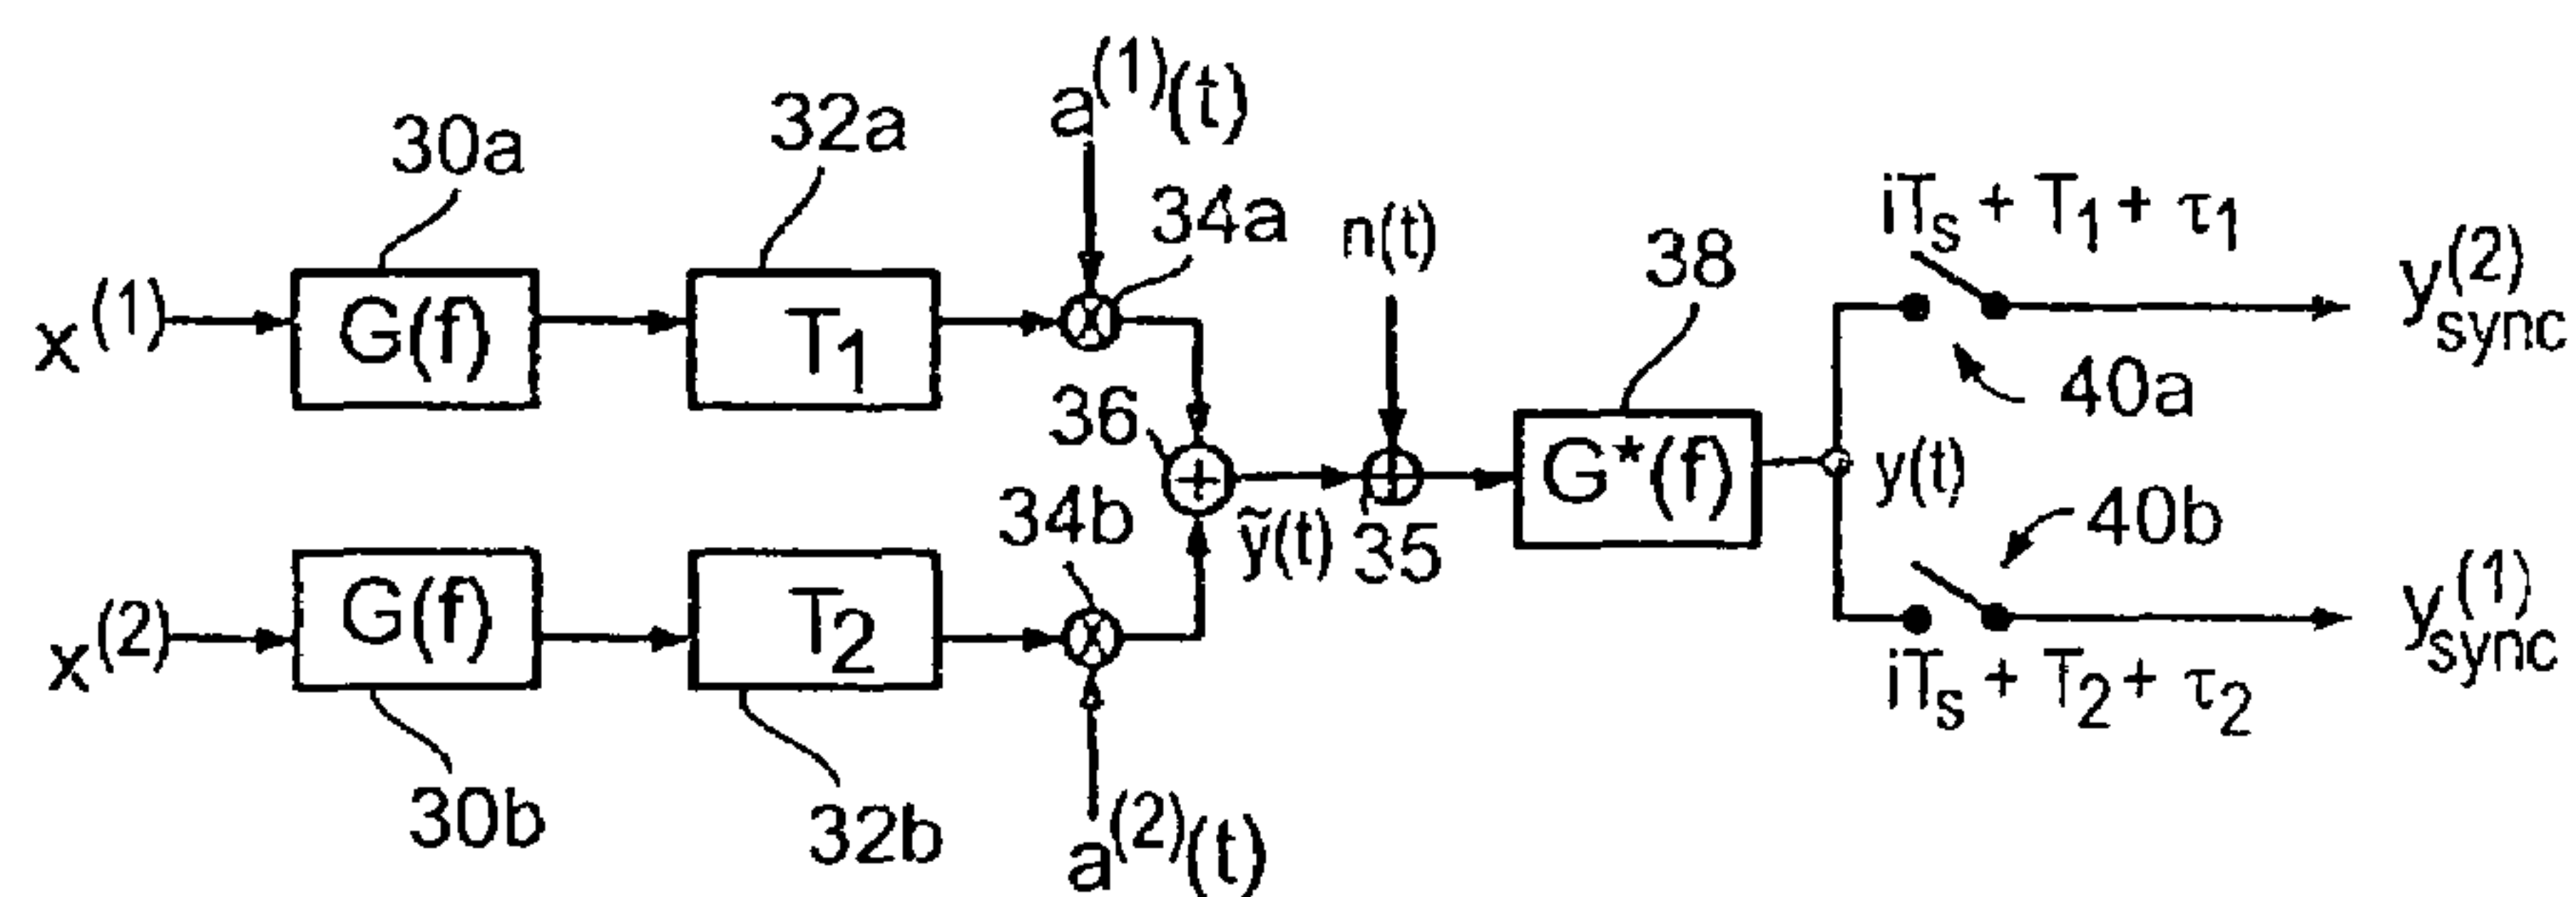 a(1)(t)
30a
32a
34a
n(t)
38
iTs + T1 + τ1
y(2)sync
x(1)
G(f)
T1
40a
36
G*(f)
y(t)
34b
ỹ(t)
35
40b
x(2)
G(f)
T2
iTs + T2 + τ2
y(1)sync
30b
32b
a(2)(t)